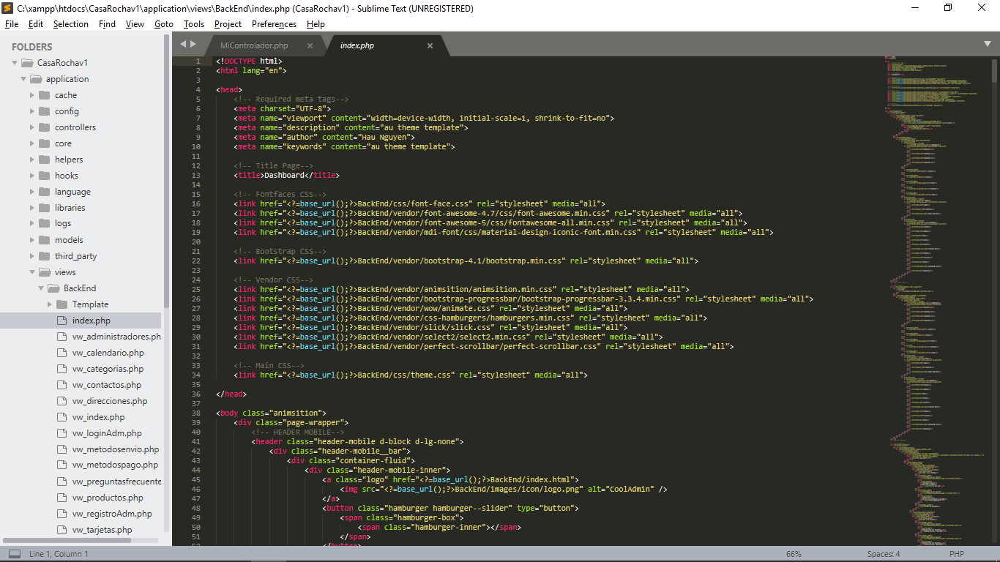 C:\xampp\htdocs\CasaRochav1\application\views\BackEnd\index.php (CasaRochav1) - Sublime Text (UNREGISTERED)
File Edit Selection Find View Goto Tools Project Preferences Help
FOLDERS
CasaRochav1
application
cache
config
controllers
core
helpers
hooks
language
libraries
logs
models
third_party
views
BackEnd
Template
index.php
vw_administradores.ph
vw_calendario.php
vw_categorias.php
vw_contactos.php
vw_direcciones.php
vw_index.php
vw_loginAdm.php
vw_metodosenvio.php
vw_metodospago.php
vw_preguntasfrecuente
vw_productos.php
vw_registroAdm.php
vw_tarjetas.php
MiControlador.php × index.php ×
1 <!DOCTYPE html>
2 <html lang="en">
3
4 <head>
5 <!-- Required meta tags-->
6 <meta charset="UTF-8">
7 <meta name="viewport" content="width=device-width, initial-scale=1, shrink-to-fit=no">
8 <meta name="description" content="au theme template">
9 <meta name="author" content="Hau Nguyen">
10 <meta name="keywords" content="au theme template">
11
12 <!-- Title Page-->
13 <title>Dashboard</title>
14
15 <!-- Fontfaces CSS-->
16 <link href="<?=base_url();?>BackEnd/css/font-face.css" rel="stylesheet" media="all">
17 <link href="<?=base_url();?>BackEnd/vendor/font-awesome-4.7/css/font-awesome.min.css" rel="stylesheet" media="all">
18 <link href="<?=base_url();?>BackEnd/vendor/font-awesome-5/css/fontawesome-all.min.css" rel="stylesheet" media="all">
19 <link href="<?=base_url();?>BackEnd/vendor/mdi-font/css/material-design-iconic-font.min.css" rel="stylesheet" media="all">
20
21 <!-- Bootstrap CSS-->
22 <link href="<?=base_url();?>BackEnd/vendor/bootstrap-4.1/bootstrap.min.css" rel="stylesheet" media="all">
23
24 <!-- Vendor CSS-->
25 <link href="<?=base_url();?>BackEnd/vendor/animsition/animsition.min.css" rel="stylesheet" media="all">
26 <link href="<?=base_url();?>BackEnd/vendor/bootstrap-progressbar/bootstrap-progressbar-3.3.4.min.css" rel="stylesheet" media="all">
27 <link href="<?=base_url();?>BackEnd/vendor/wow/animate.css" rel="stylesheet" media="all">
28 <link href="<?=base_url();?>BackEnd/vendor/css-hamburgers/hamburgers.min.css" rel="stylesheet" media="all">
29 <link href="<?=base_url();?>BackEnd/vendor/slick/slick.css" rel="stylesheet" media="all">
30 <link href="<?=base_url();?>BackEnd/vendor/select2/select2.min.css" rel="stylesheet" media="all">
31 <link href="<?=base_url();?>BackEnd/vendor/perfect-scrollbar/perfect-scrollbar.css" rel="stylesheet" media="all">
32
33 <!-- Main CSS-->
34 <link href="<?=base_url();?>BackEnd/css/theme.css" rel="stylesheet" media="all">
35
36 </head>
37
38 <body class="animsition">
39 <div class="page-wrapper">
40 <!-- HEADER MOBILE-->
41 <header class="header-mobile d-block d-lg-none">
42 <div class="header-mobile__bar">
43 <div class="container-fluid">
44 <div class="header-mobile-inner">
45 <a class="logo" href="<?=base_url();?>BackEnd/index.html">
46 <img src="<?=base_url();?>BackEnd/images/icon/logo.png" alt="CoolAdmin" />
47 </a>
48 <button class="hamburger hamburger--slider" type="button">
49 <span class="hamburger-box">
50 <span class="hamburger-inner"></span>
51 </span>
Line 1, Column 1 66% Spaces: 4 PHP